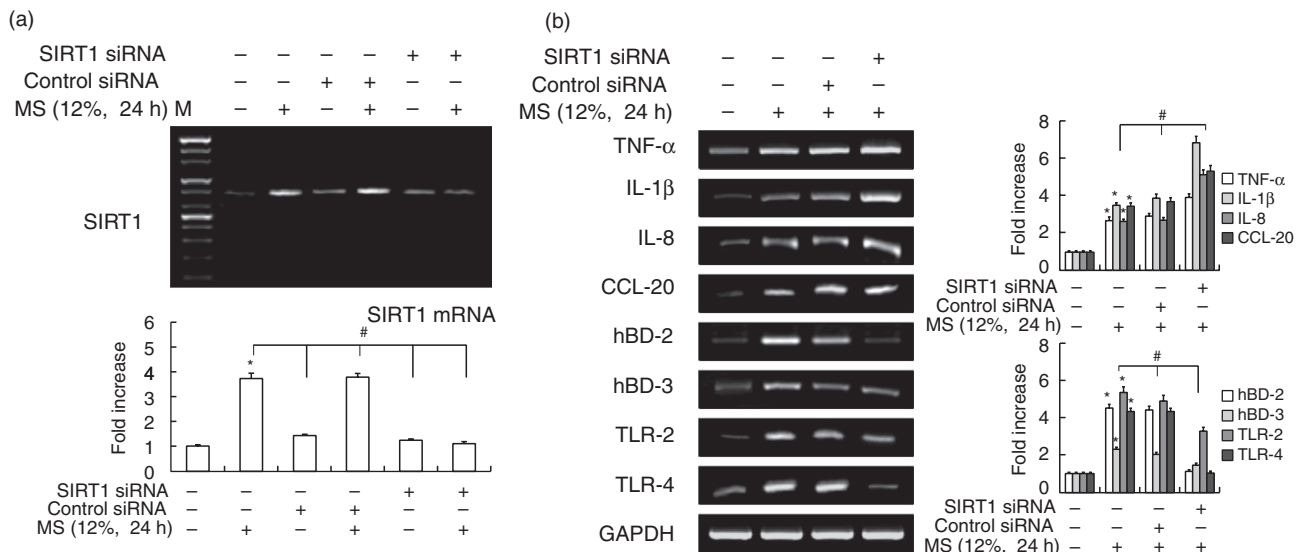 (a)
SIRT1 siRNA – – – – + +
Control siRNA – – + + – –
MS (12%, 24 h) M – + – + – +
SIRT1
SIRT1 mRNA
Fold increase
6
5
4
3
2
1
0
*
#
SIRT1 siRNA – – – – + +
Control siRNA – – + + – –
MS (12%, 24 h) – + – + – +
(b)
SIRT1 siRNA – – – +
Control siRNA – – + –
MS (12%, 24 h) – + + +
TNF-α
IL-1β
IL-8
CCL-20
hBD-2
hBD-3
TLR-2
TLR-4
GAPDH
Fold increase
8
6
4
2
0
* * * *
#
TNF-α
IL-1β
IL-8
CCL-20
SIRT1 siRNA – – – +
Control siRNA – – + –
MS (12%, 24 h) – + + +
Fold increase
8
6
4
2
0
* * * *
#
hBD-2
hBD-3
TLR-2
TLR-4
SIRT1 siRNA – – – +
Control siRNA – – + –
MS (12%, 24 h) – + + +